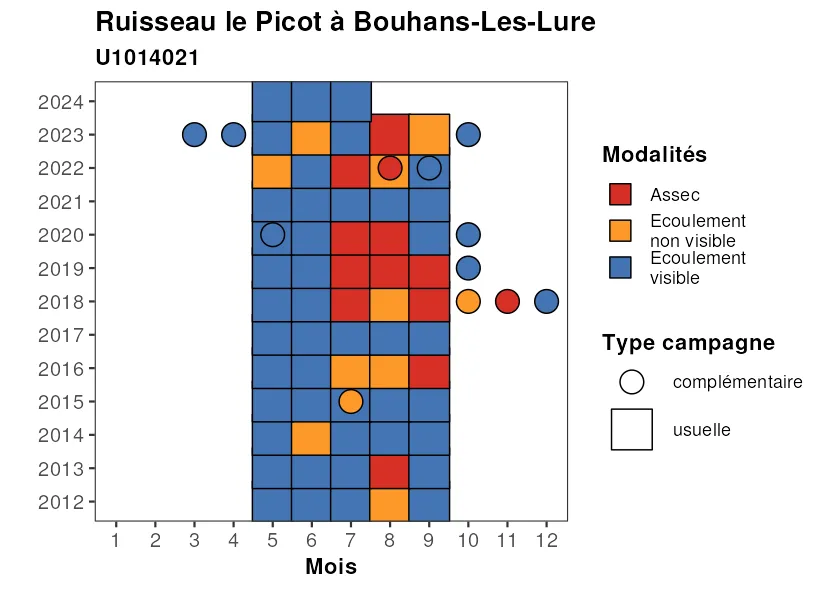 Ruisseau le Picot à Bouhans-Les-Lure
U1014021
2024
2023
2022
2021
2020
2019
2018
2017
2016
2015
2014
2013
2012
1 2 3 4 5 6 7 8 9 10 11 12
Mois
Modalités
Assec
Ecoulement
non visible
Ecoulement
visible
Type campagne
complémentaire
usuelle